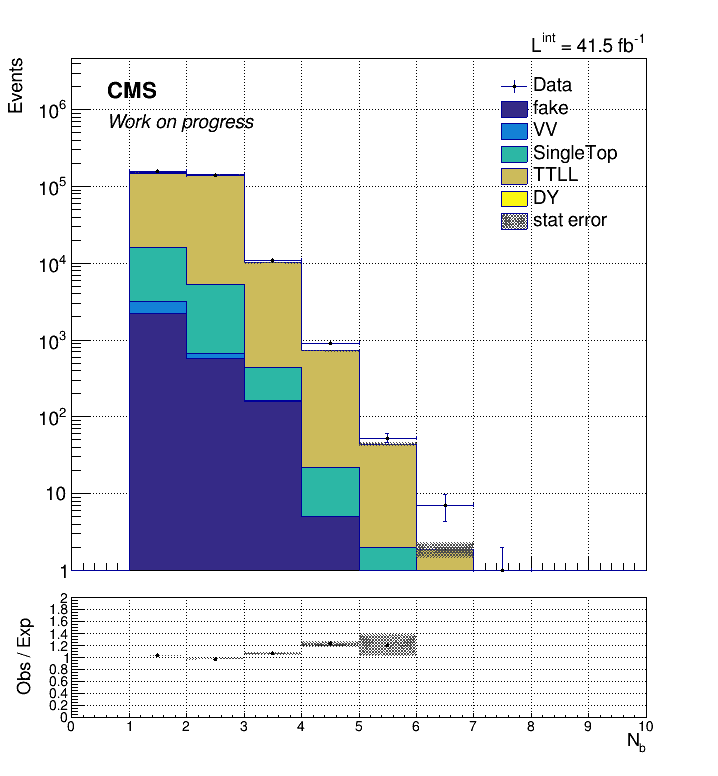 L^int = 41.5 fb^-1
Events
CMS
Work on progress
Data
fake
VV
SingleTop
TTLL
DY
stat error
10^6
10^5
10^4
10^3
10^2
10
1
Obs / Exp
2
1.8
1.6
1.4
1.2
1
0.8
0.6
0.4
0.2
0
0 1 2 3 4 5 6 7 8 9 10
N_b